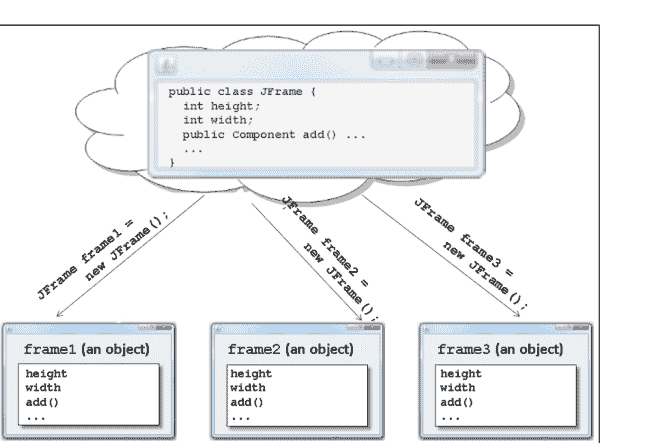 public class JFrame {
int height;
int width;
public Component add() ...
...
}
JFrame frame1 =
new JFrame();
JFrame frame2 =
new JFrame();
JFrame frame3 =
new JFrame();
frame1 (an object)
height
width
add()
...
frame2 (an object)
height
width
add()
...
frame3 (an object)
height
width
add()
...